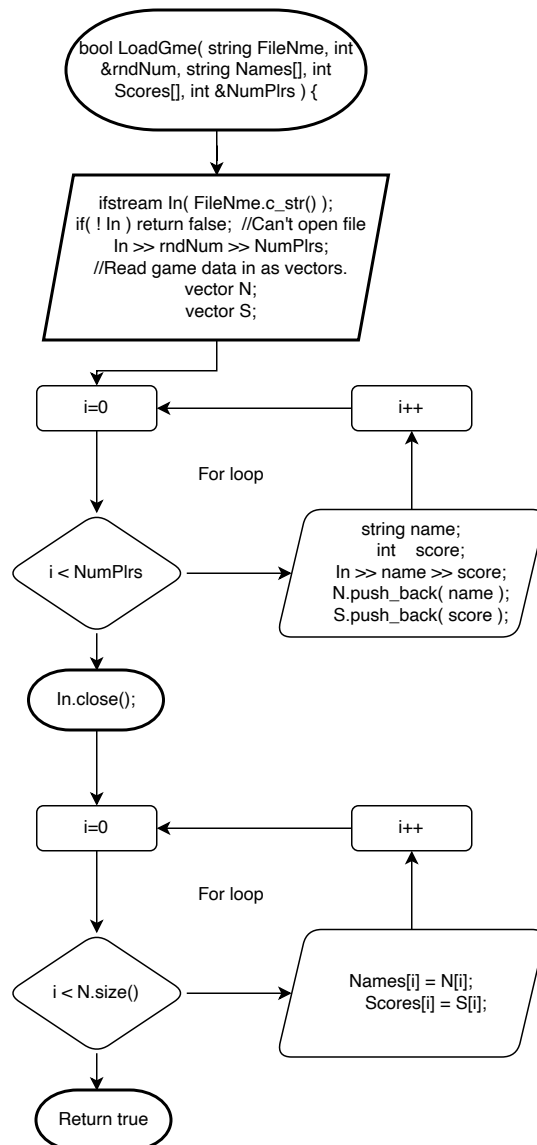 bool LoadGme( string FileNme, int
&rndNum, string Names[], int
Scores[], int &NumPlrs ) {
ifstream In( FileNme.c_str() );
if( ! In ) return false;  //Can't open file
In >> rndNum >> NumPlrs;
//Read game data in as vectors.
vector N;
vector S;
i=0
i++
For loop
i < NumPlrs
string name;
int    score;
In >> name >> score;
N.push_back( name );
S.push_back( score );
In.close();
i=0
i++
For loop
i < N.size()
Names[i] = N[i];
Scores[i] = S[i];
Return true